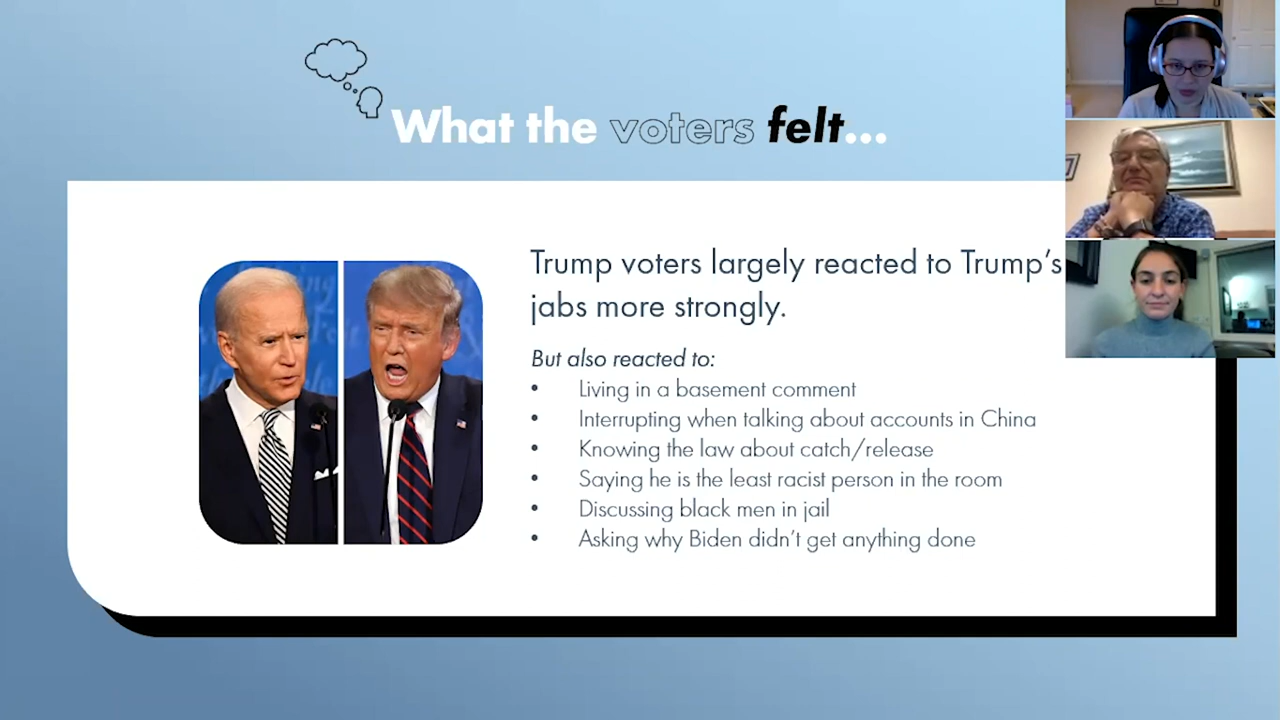 What the voters felt...
Trump voters largely reacted to Trump's
jabs more strongly.
But also reacted to:
• Living in a basement comment
• Interrupting when talking about accounts in China
• Knowing the law about catch/release
• Saying he is the least racist person in the room
• Discussing black men in jail
• Asking why Biden didn't get anything done